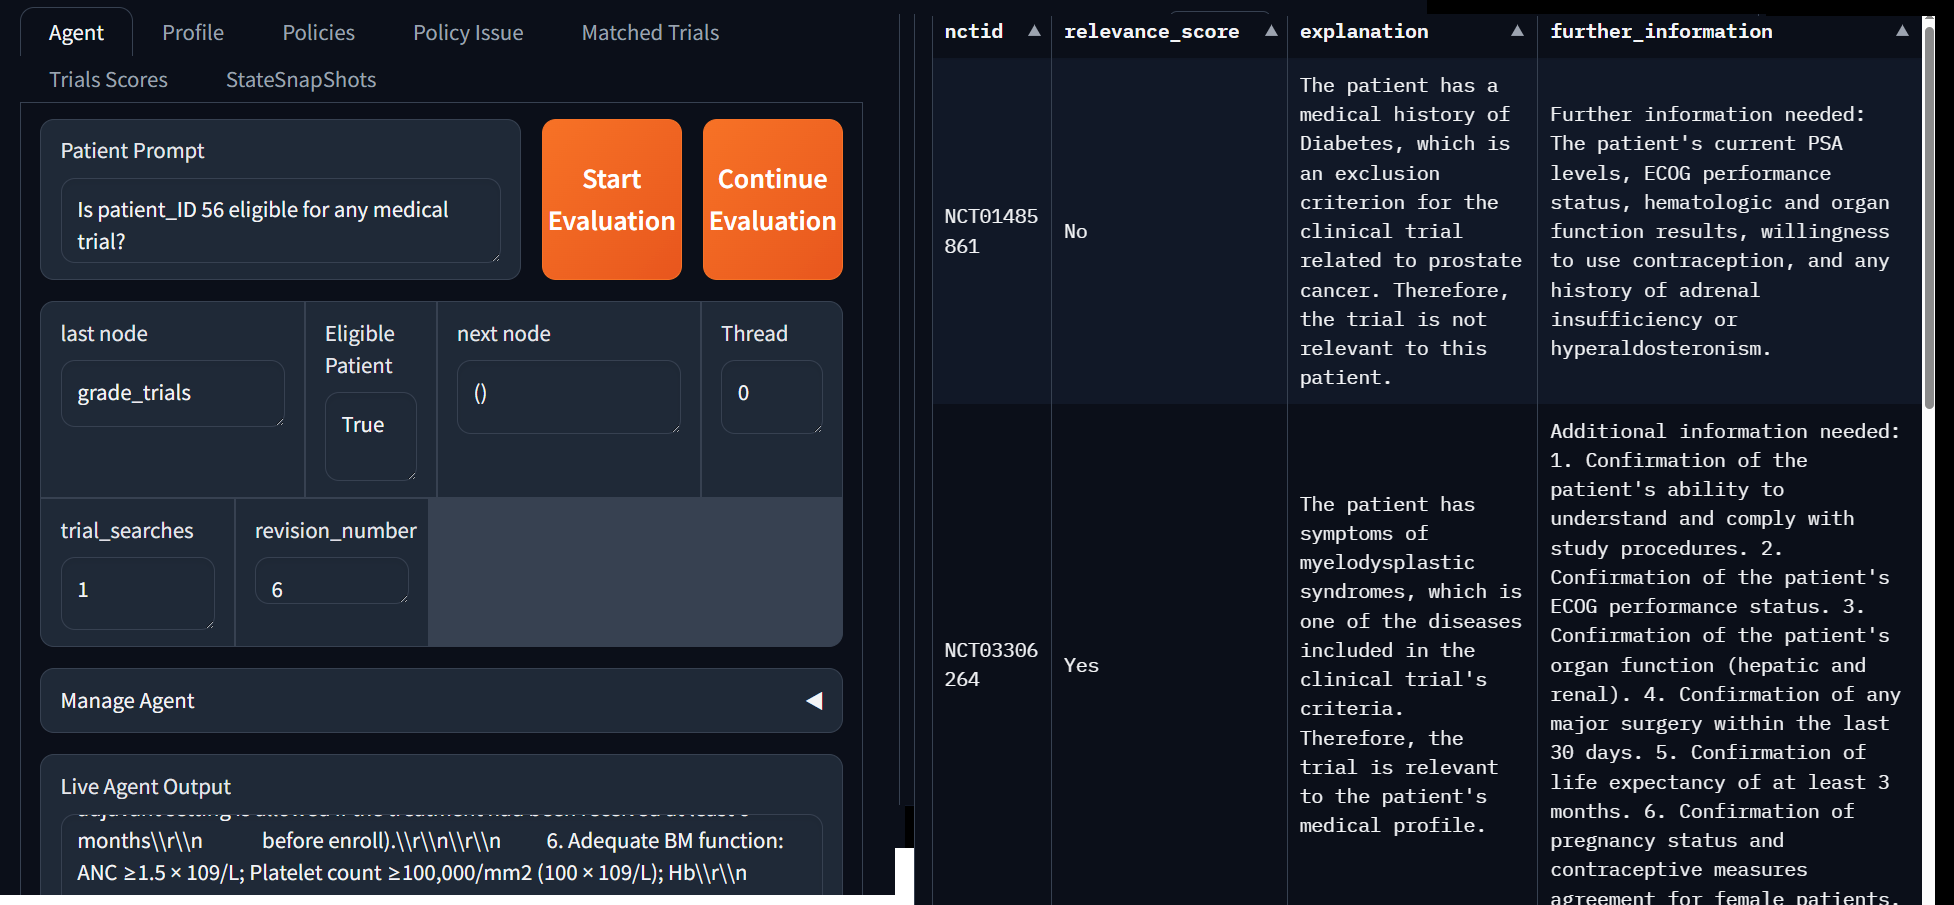 Agent
Profile
Policies
Policy Issue
Matched Trials
Trials Scores
StateSnapShots
Patient Prompt
Is patient_ID 56 eligible for any medical
trial?
Start
Evaluation
Continue
Evaluation
last node
grade_trials
Eligible
Patient
True
next node
()
Thread
0
trial_searches
1
revision_number
6
Manage Agent
Live Agent Output
months\\r\\n before enroll).\\r\\n\\r\\n 6. Adequate BM function:
ANC ≥1.5 × 109/L; Platelet count ≥100,000/mm2 (100 × 109/L); Hb\\r\\n
nctid
relevance_score
explanation
further_information
NCT01485
861
No
The patient has a
medical history of
Diabetes, which is
an exclusion
criterion for the
clinical trial
related to prostate
cancer. Therefore,
the trial is not
relevant to this
patient.
Further information needed:
The patient's current PSA
levels, ECOG performance
status, hematologic and organ
function results, willingness
to use contraception, and any
history of adrenal
insufficiency or
hyperaldosteronism.
NCT03306
264
Yes
The patient has
symptoms of
myelodysplastic
syndromes, which is
one of the diseases
included in the
clinical trial's
criteria.
Therefore, the
trial is relevant
to the patient's
medical profile.
Additional information needed:
1. Confirmation of the
patient's ability to
understand and comply with
study procedures. 2.
Confirmation of the patient's
ECOG performance status. 3.
Confirmation of the patient's
organ function (hepatic and
renal). 4. Confirmation of any
major surgery within the last
30 days. 5. Confirmation of
life expectancy of at least 3
months. 6. Confirmation of
pregnancy status and
contraceptive measures
agreement for female patients.